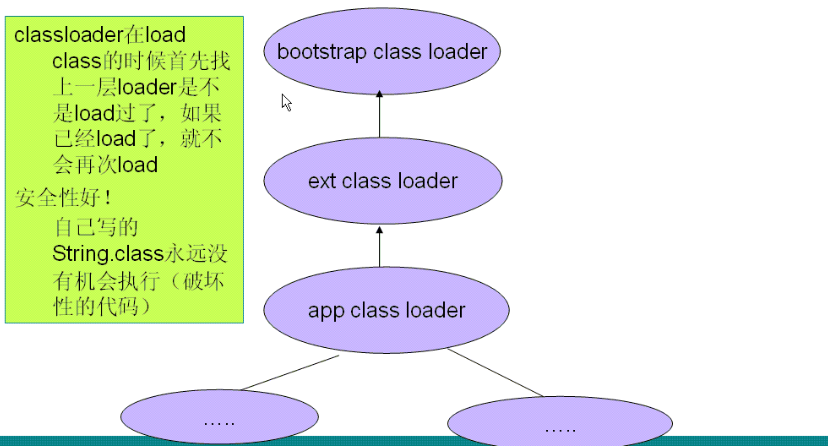 classloader在load
class的时候首先找
上一层loader是不
是load过了，如果
已经load了，就不
会再次load
安全性好！
自己写的
String.class永远没
有机会执行（破坏
性的代码）
bootstrap class loader
ext class loader
app class loader
.....
.....